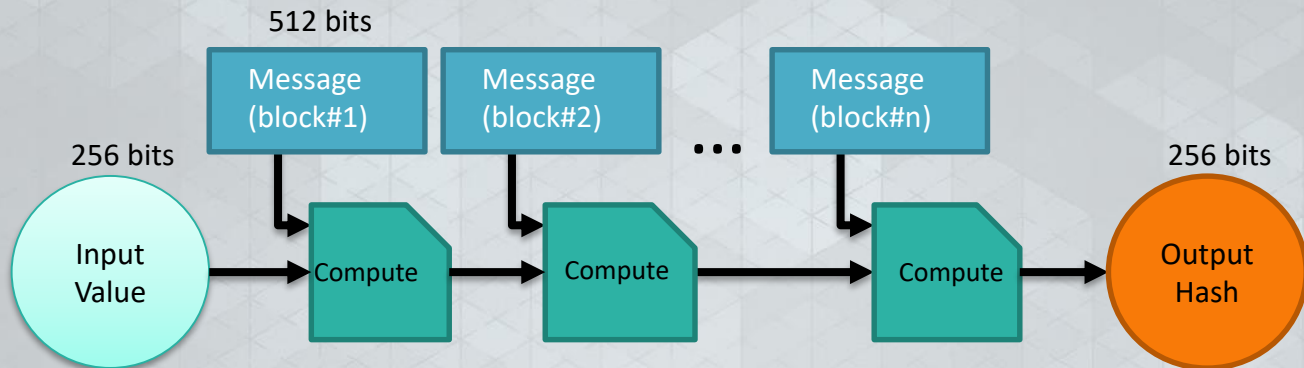 512 bits
Message
(block#1)
Message
(block#2)
...
Message
(block#n)
256 bits
Input
Value
Compute
Compute
Compute
256 bits
Output
Hash